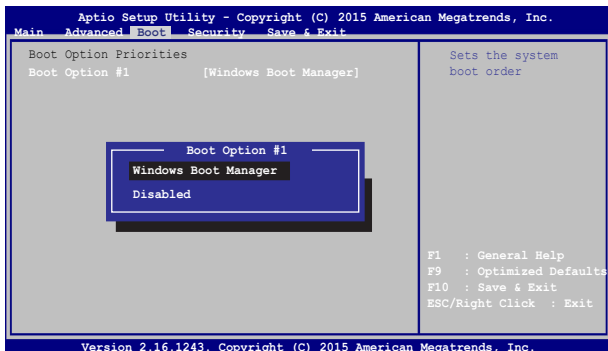 Aptio Setup Utility - Copyright (C) 2015 American Megatrends, Inc.
Main Advanced Boot Security Save & Exit
Boot Option Priorities
Boot Option #1 [Windows Boot Manager]
Sets the system
boot order
Boot Option #1
Windows Boot Manager
Disabled
F1 : General Help
F9 : Optimized Defaults
F10 : Save & Exit
ESC/Right Click : Exit
Version 2.16.1243. Copyright (C) 2015 American Megatrends, Inc.